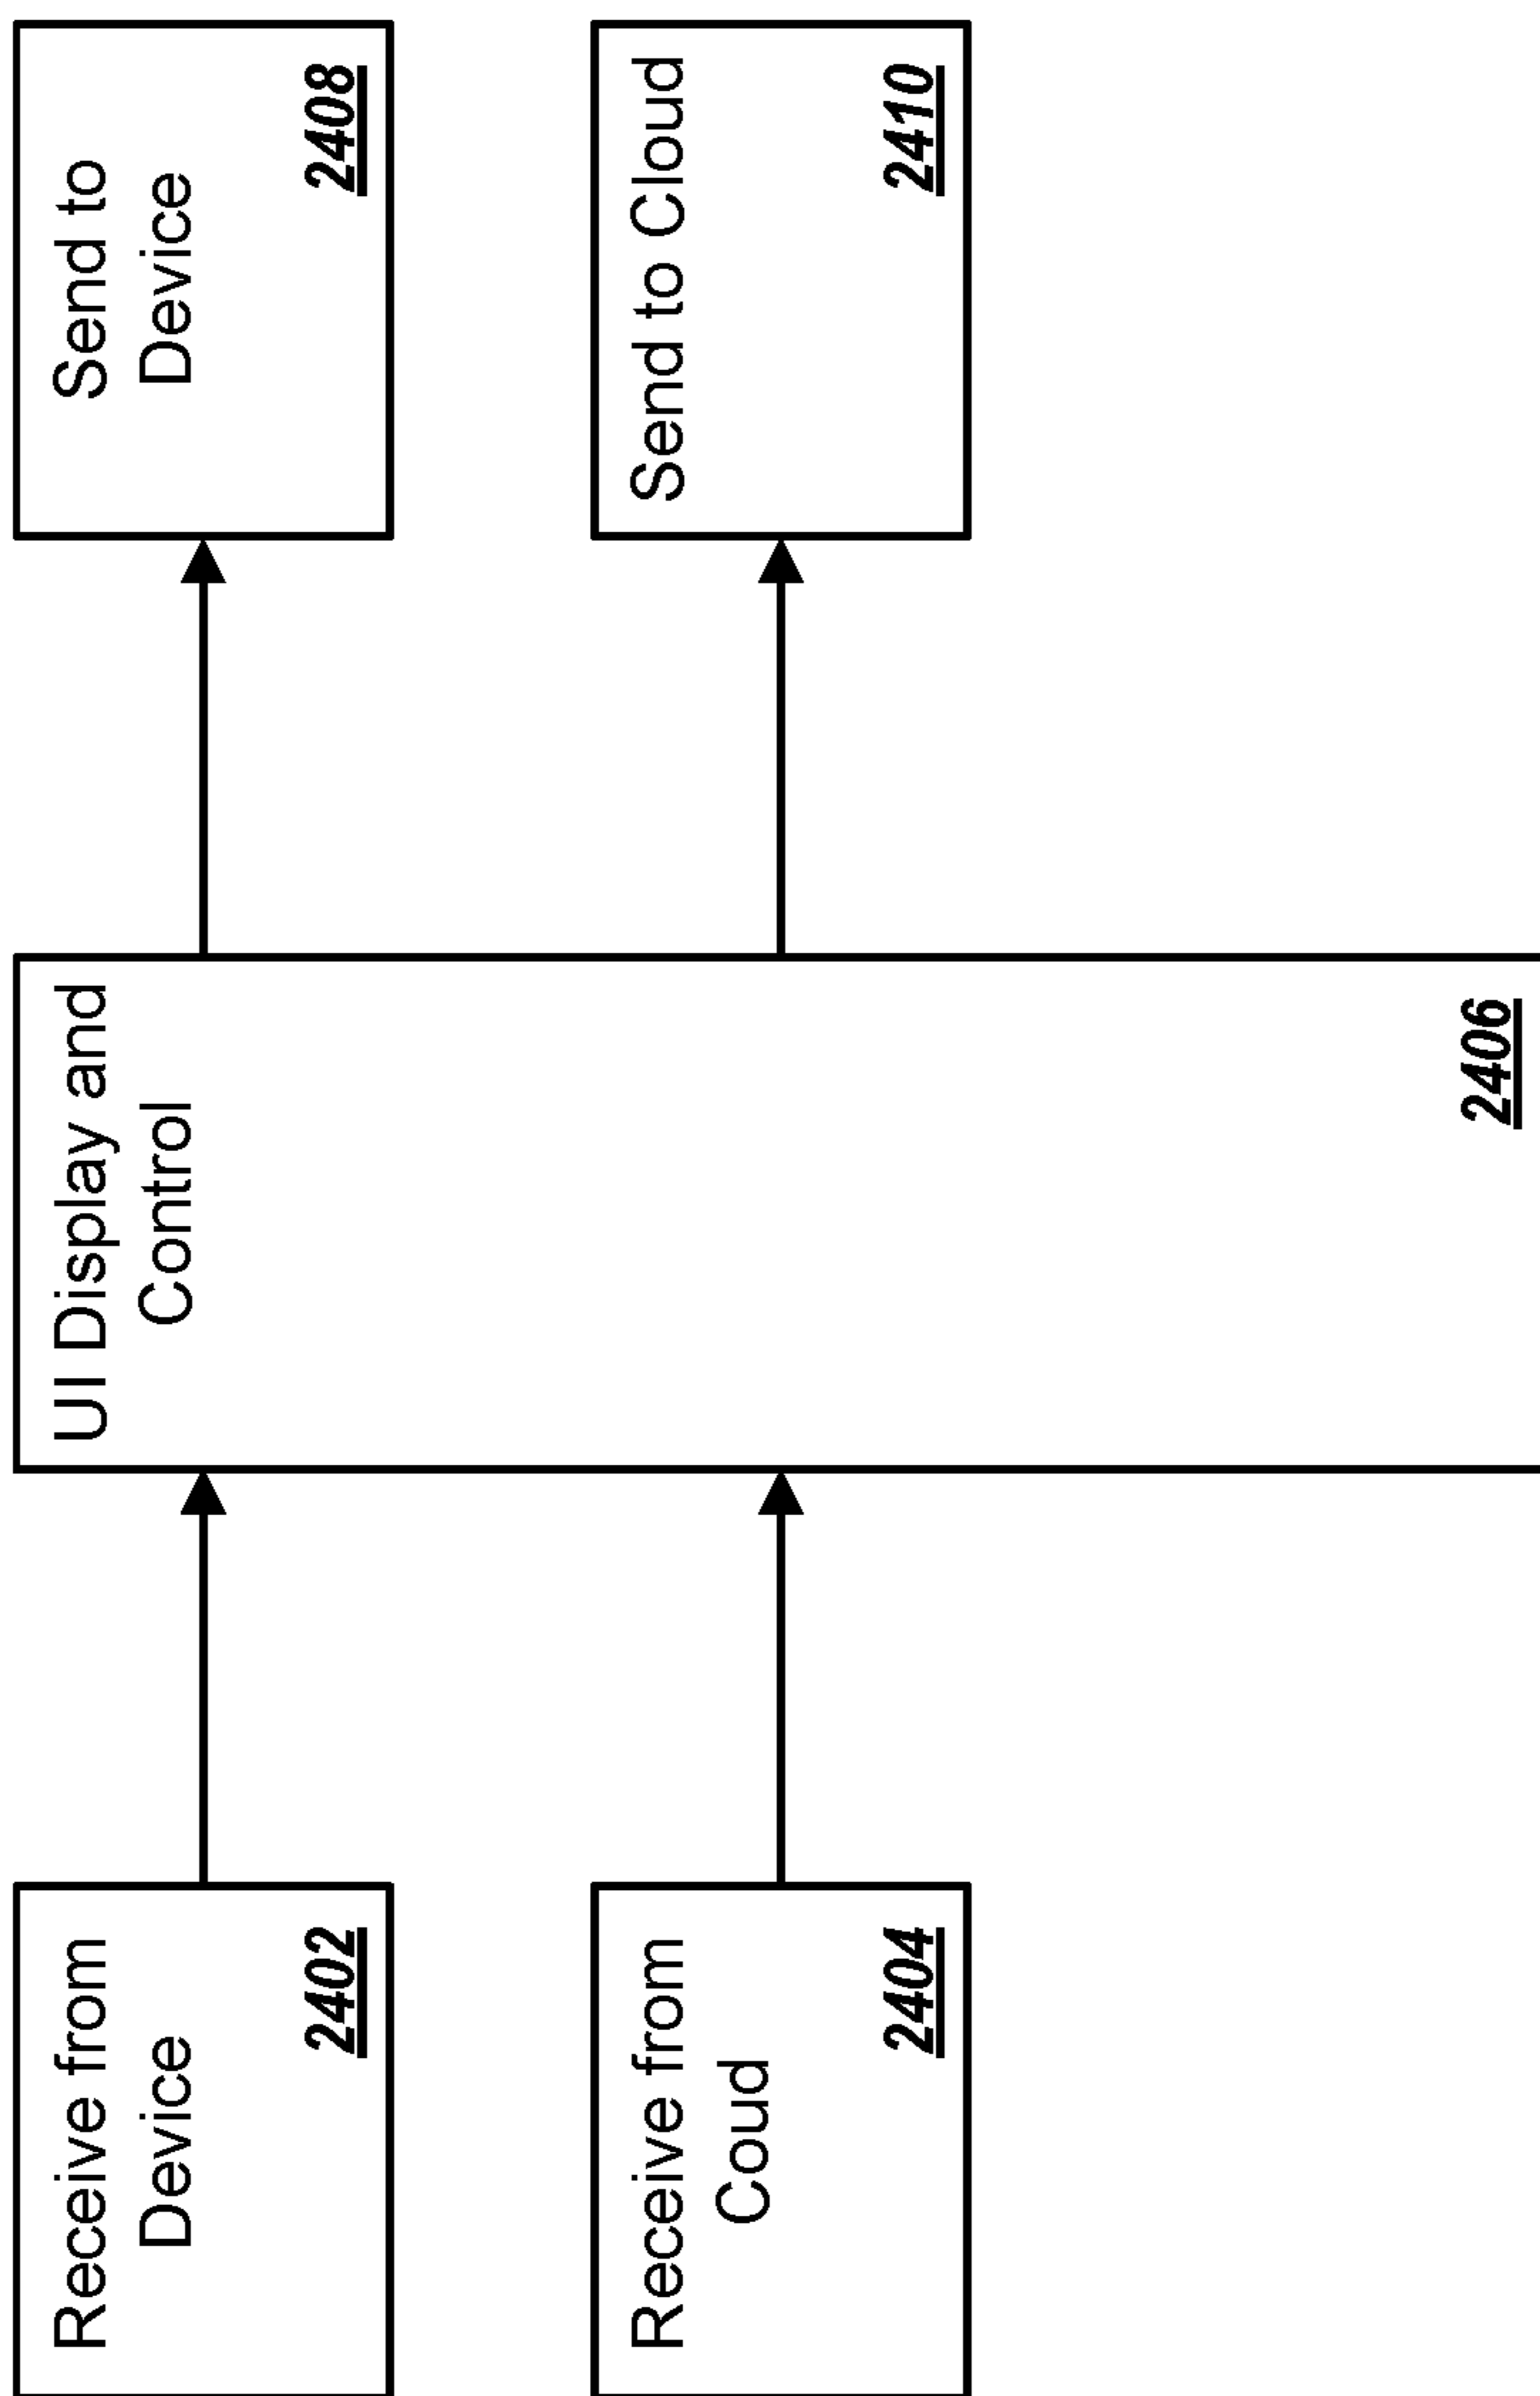 Receive from
Device
2402
Receive from
Coud
2404
UI Display and
Control
2406
Send to
Device
2408
Send to Cloud
2410